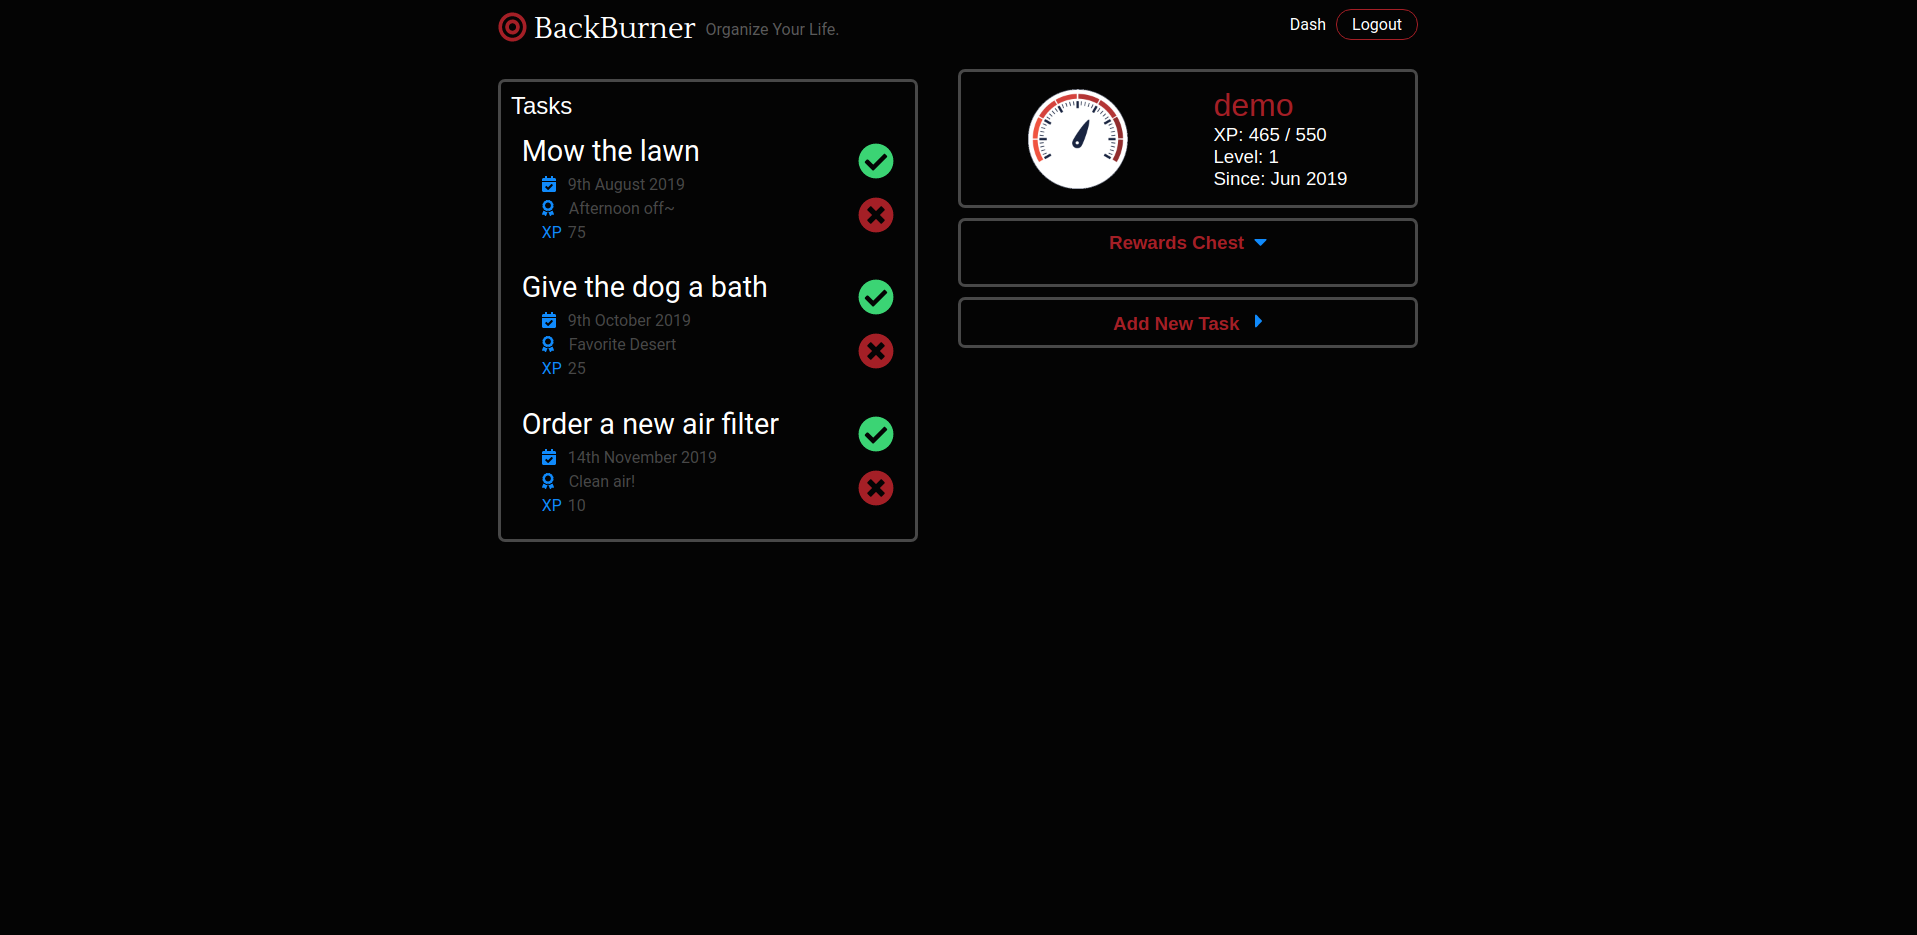 BackBurner Organize Your Life.
Dash Logout
Tasks
Mow the lawn
9th August 2019
Afternoon off~
XP 75
Give the dog a bath
9th October 2019
Favorite Desert
XP 25
Order a new air filter
14th November 2019
Clean air!
XP 10
demo
XP: 465 / 550
Level: 1
Since: Jun 2019
Rewards Chest
Add New Task